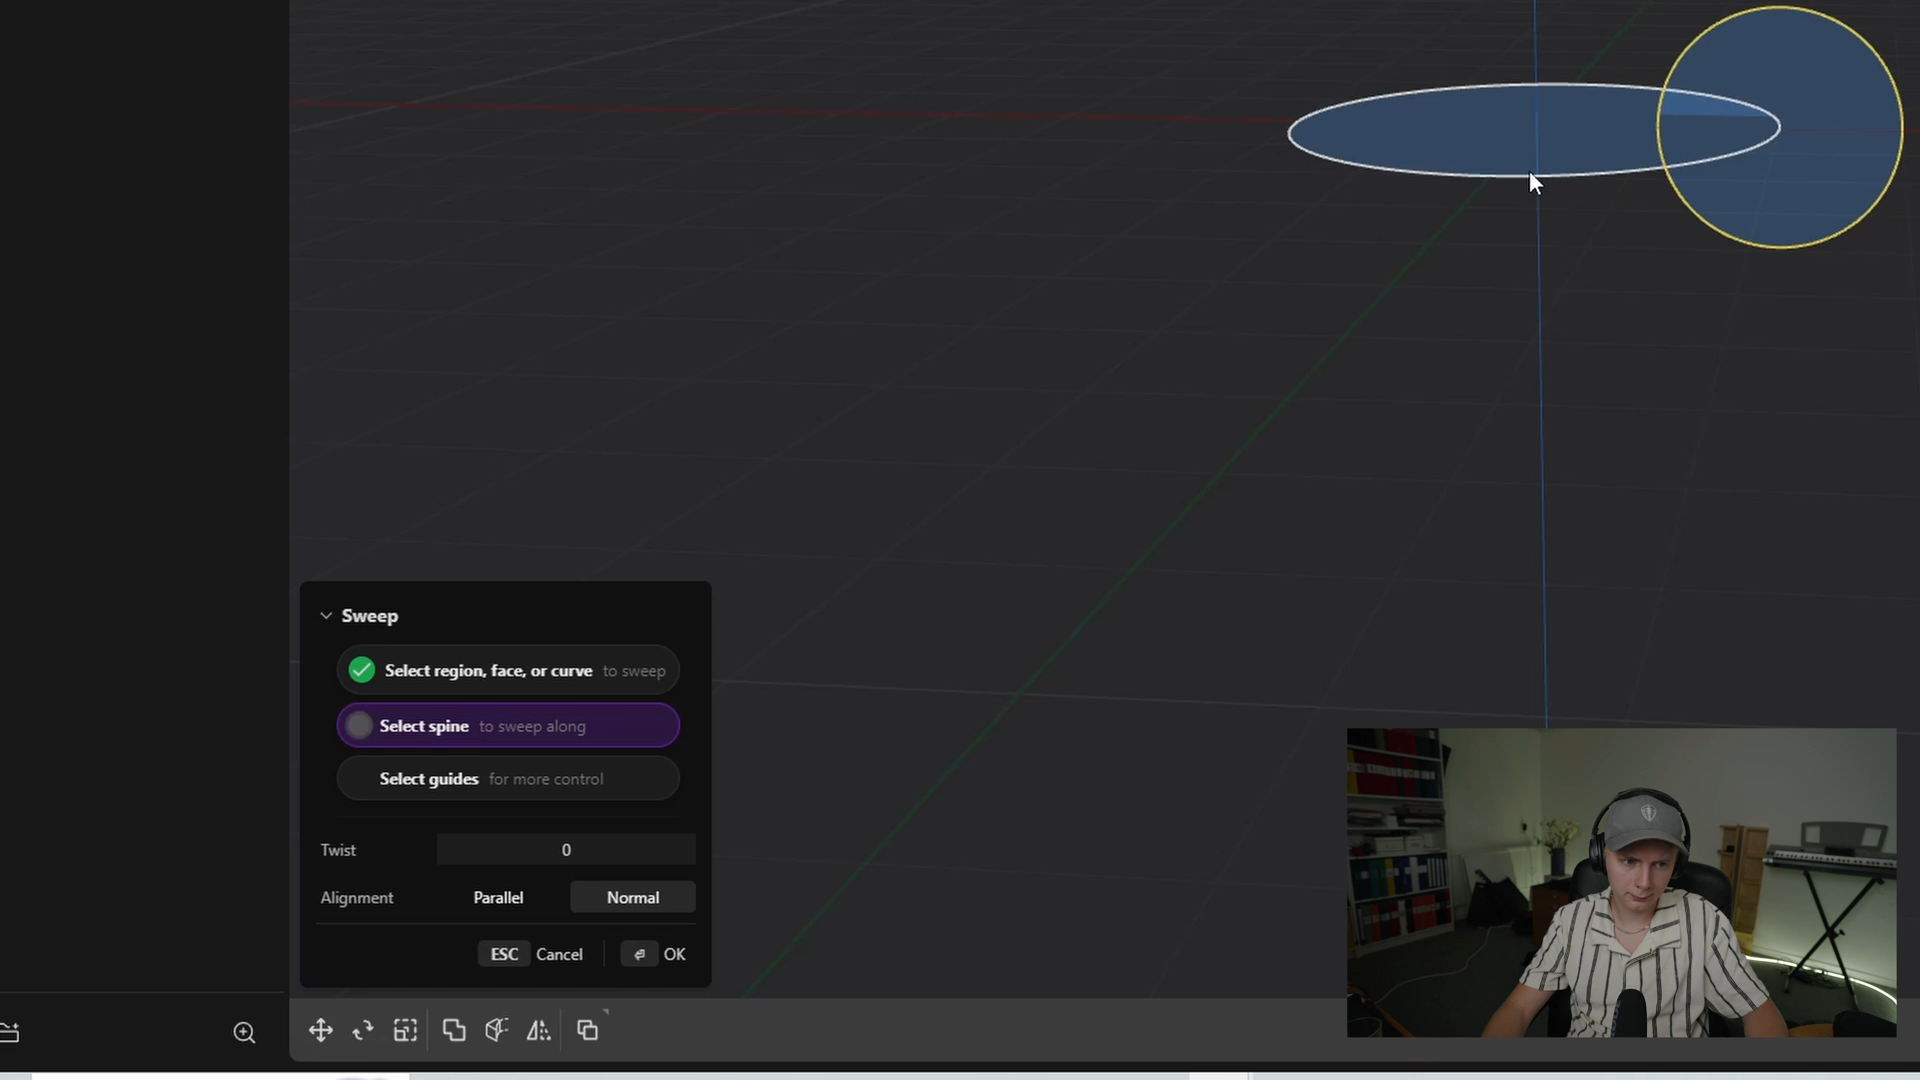 Sweep
Select region, face, or curve to sweep
Select spine to sweep along
Select guides for more control
Twist 0
Alignment Parallel Normal
ESC Cancel OK